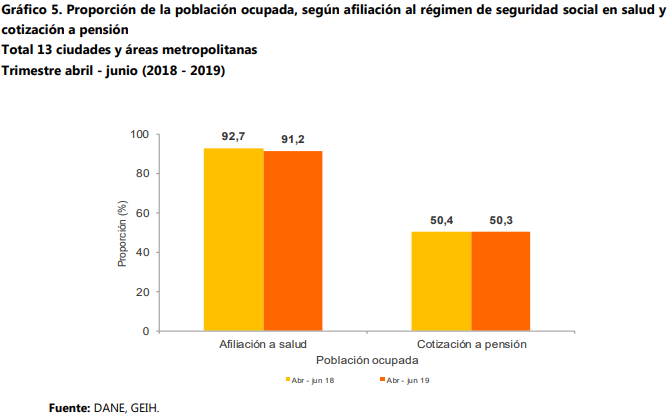 Gráfico 5. Proporción de la población ocupada, según afiliación al régimen de seguridad social en salud y
cotización a pensión
Total 13 ciudades y áreas metropolitanas
Trimestre abril - junio (2018 - 2019)
Proporción (%)
100
80
60
40
20
0
92,7
91,2
50,4
50,3
Afiliación a salud
Cotización a pensión
Población ocupada
Abr - jun 18
Abr - jun 19
Fuente: DANE, GEIH.